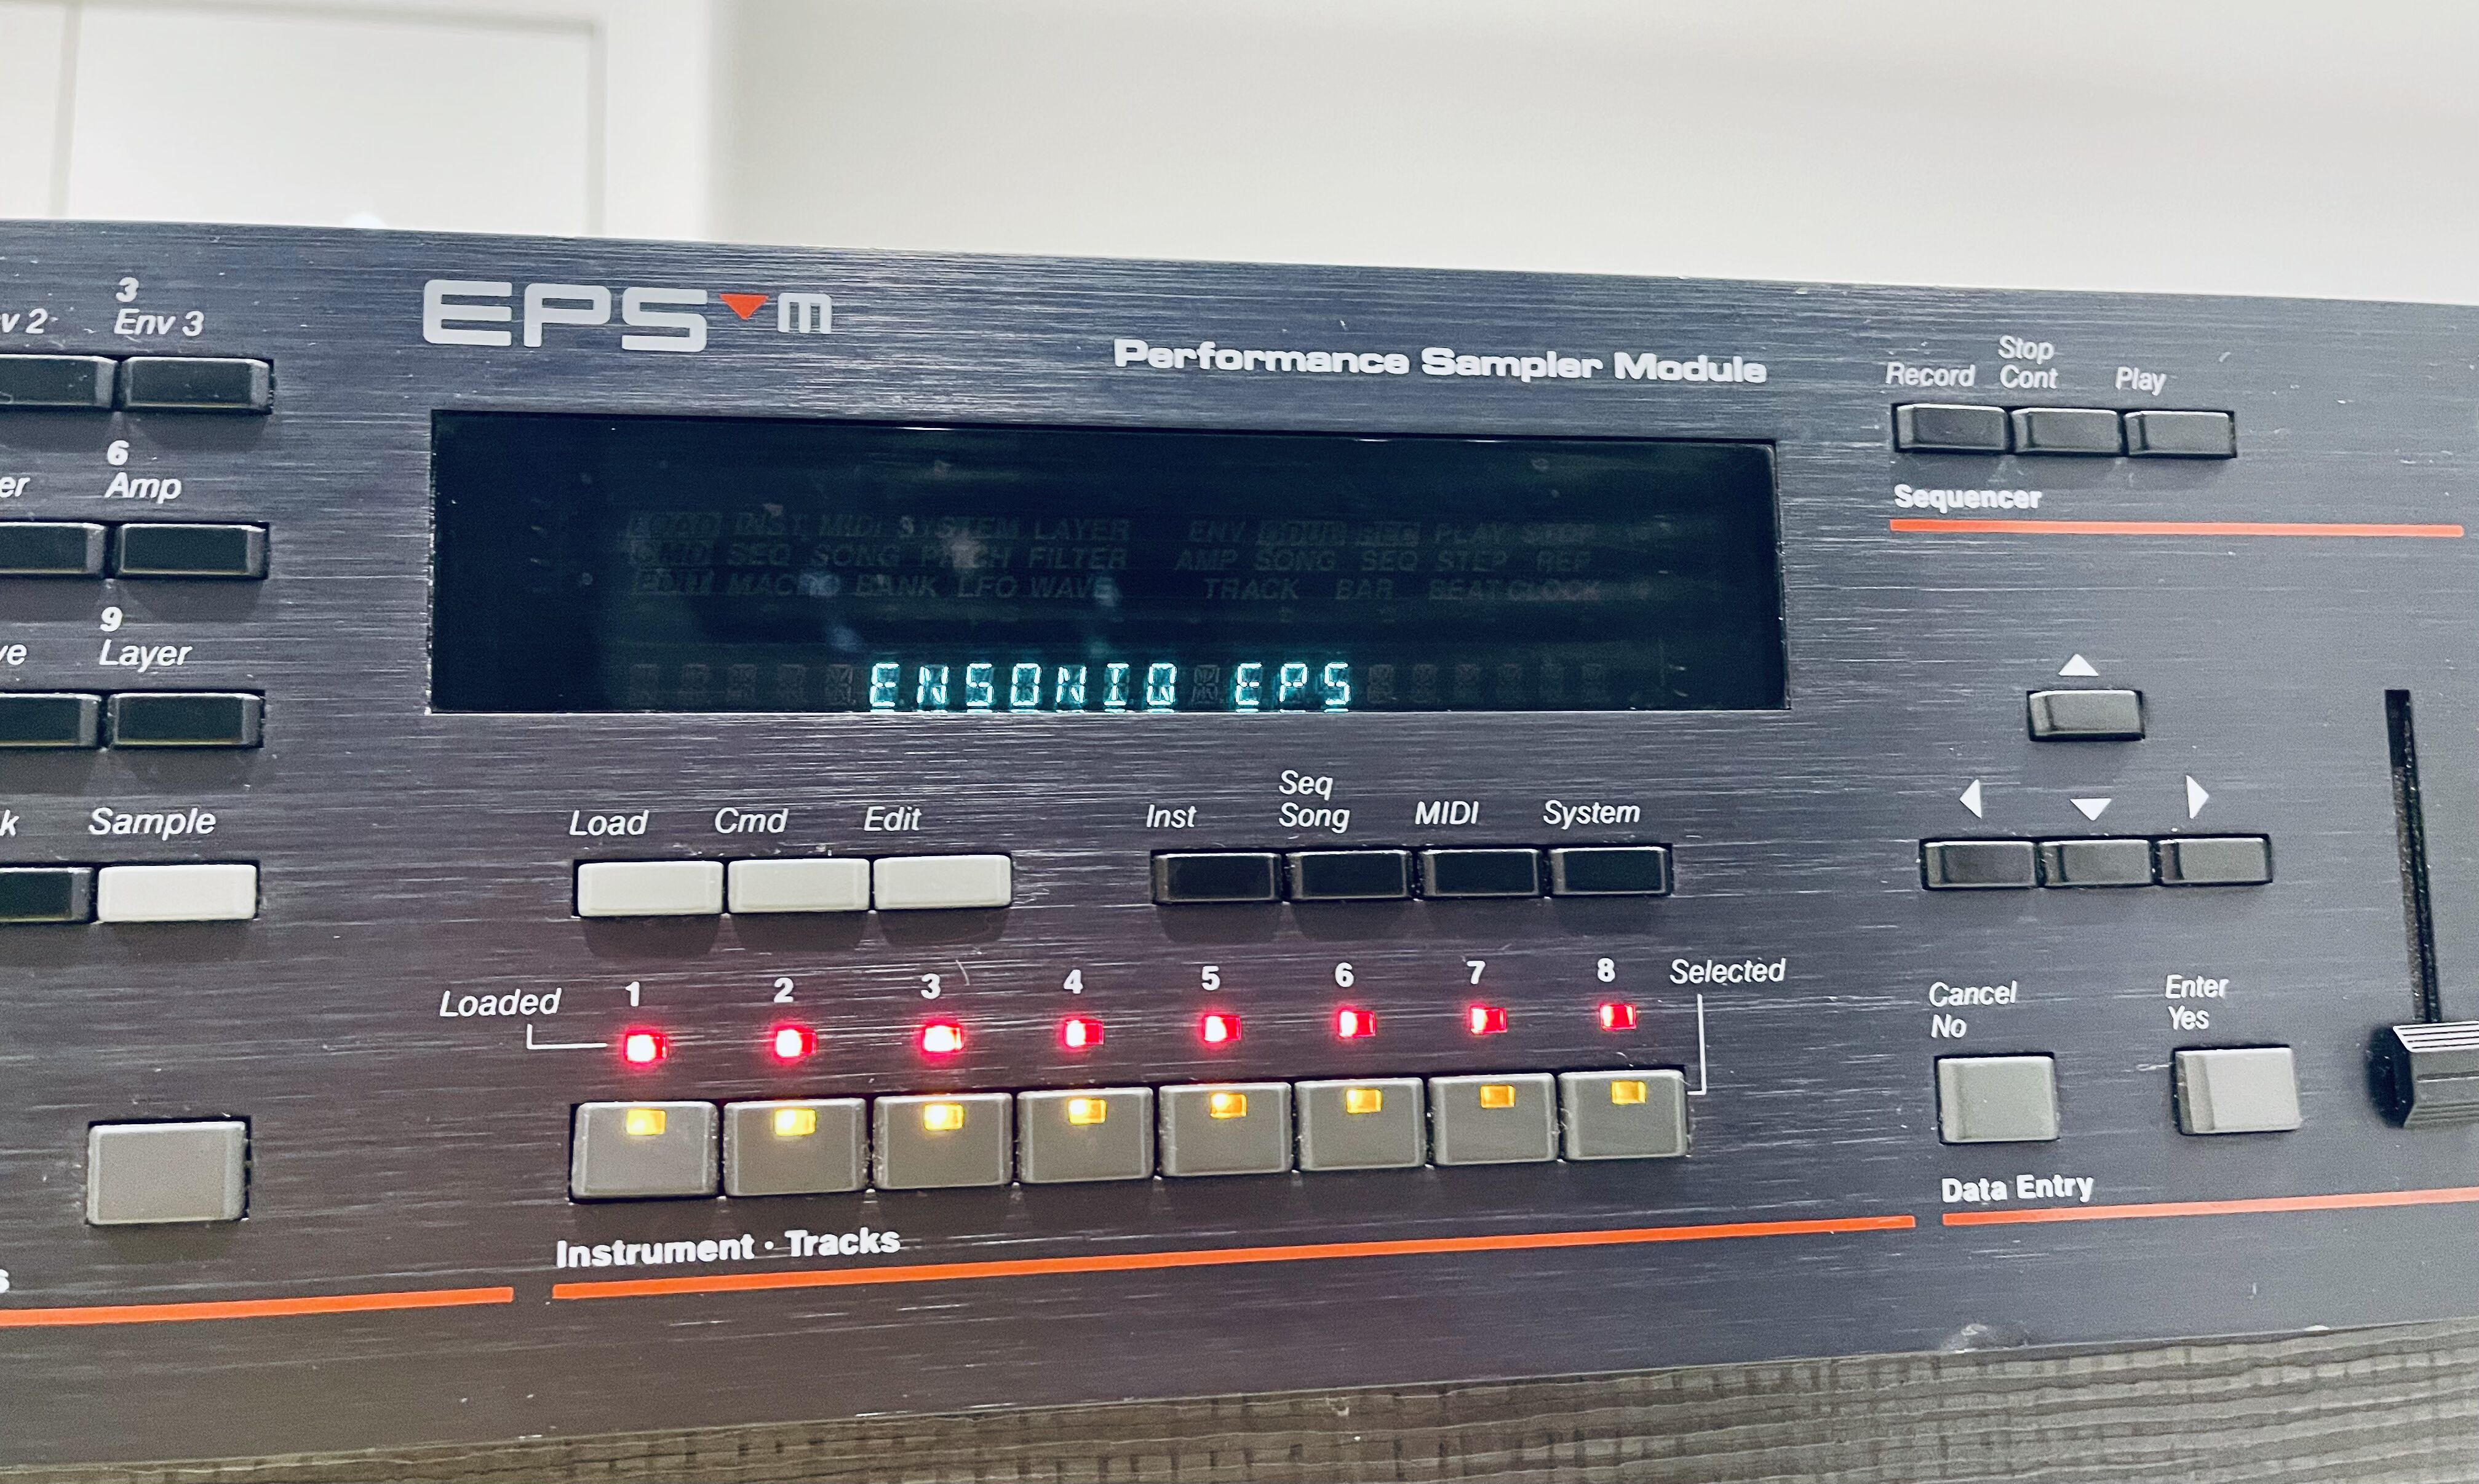 3
Env 3
EPS m
Performance Sampler Module
Stop
Record Cont Play
6
Amp
Sequencer
LOAD INST MIDI SYSTEM LAYER ENV PLAY STOP
CMD SEQ SONG PITCH FILTER AMP SONG SEQ STEP REF
EDIT MACRO BANK LFO WAVE TRACK BAR BEAT CLOCK
9
Layer
ENSONIQ EPS
Sample
Load Cmd Edit
Inst Seq Song MIDI System
Loaded 1 2 3 4 5 6 7 8 Selected
Cancel
No
Enter
Yes
Data Entry
Instrument · Tracks